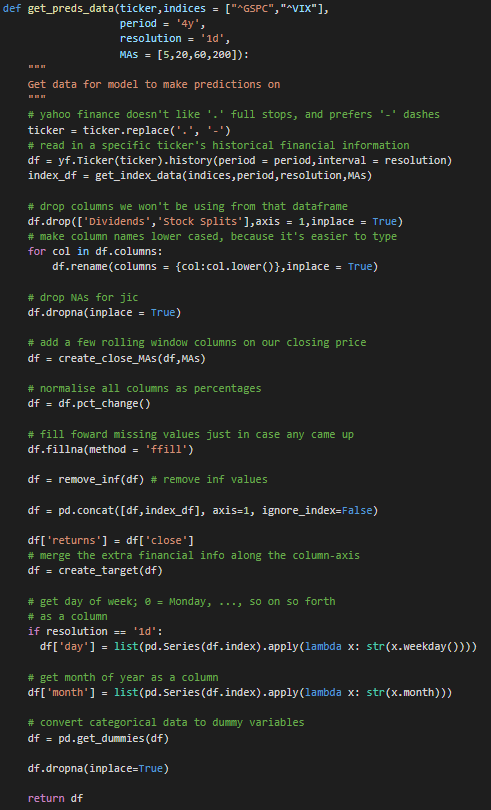 def get_preds_data(ticker,indices = ["^GSPC","^VIX"],
                   period = '4y',
                   resolution = '1d',
                   MAs = [5,20,60,200]):
    """
    Get data for model to make predictions on
    """
    # yahoo finance doesn't like '.' full stops, and prefers '-' dashes
    ticker = ticker.replace('.', '-')
    # read in a specific ticker's historical financial information
    df = yf.Ticker(ticker).history(period = period,interval = resolution)
    index_df = get_index_data(indices,period,resolution,MAs)

    # drop columns we won't be using from that dataframe
    df.drop(['Dividends','Stock Splits'],axis = 1,inplace = True)
    # make column names lower cased, because it's easier to type
    for col in df.columns:
        df.rename(columns = {col:col.lower()},inplace = True)

    # drop NAs for jic
    df.dropna(inplace = True)

    # add a few rolling window columns on our closing price
    df = create_close_MAs(df,MAs)

    # normalise all columns as percentages
    df = df.pct_change()

    # fill foward missing values just in case any came up
    df.fillna(method = 'ffill')

    df = remove_inf(df) # remove inf values

    df = pd.concat([df,index_df], axis=1, ignore_index=False)

    df['returns'] = df['close']
    # merge the extra financial info along the column-axis
    df = create_target(df)

    # get day of week; 0 = Monday, ..., so on so forth
    # as a column
    if resolution == '1d':
      df['day'] = list(pd.Series(df.index).apply(lambda x: str(x.weekday())))

    # get month of year as a column
    df['month'] = list(pd.Series(df.index).apply(lambda x: str(x.month)))

    # convert categorical data to dummy variables
    df = pd.get_dummies(df)

    df.dropna(inplace=True)

    return df